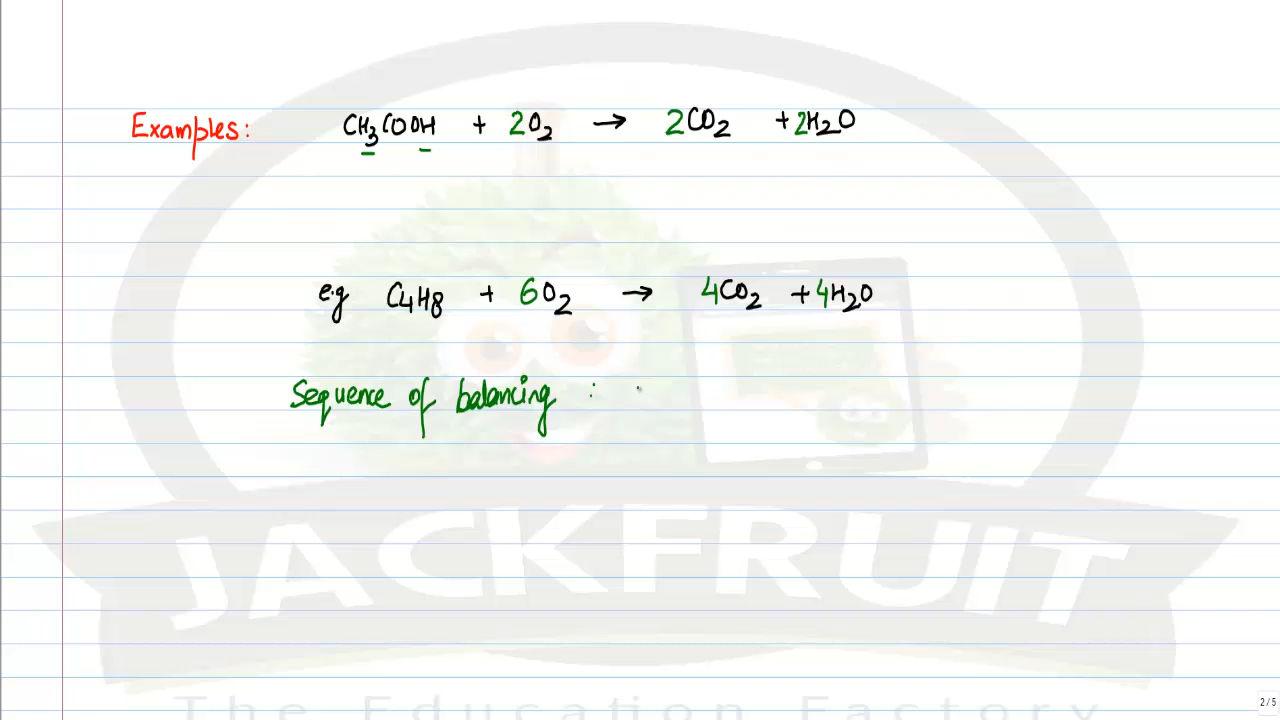 Examples: CH₃COOH + 2O₂ → 2CO₂ + 2H₂O
e.g C₄H₈ + 6O₂ → 4CO₂ + 4H₂O
Sequence of balancing :
JACKFRUIT
The Education Factory
2/5